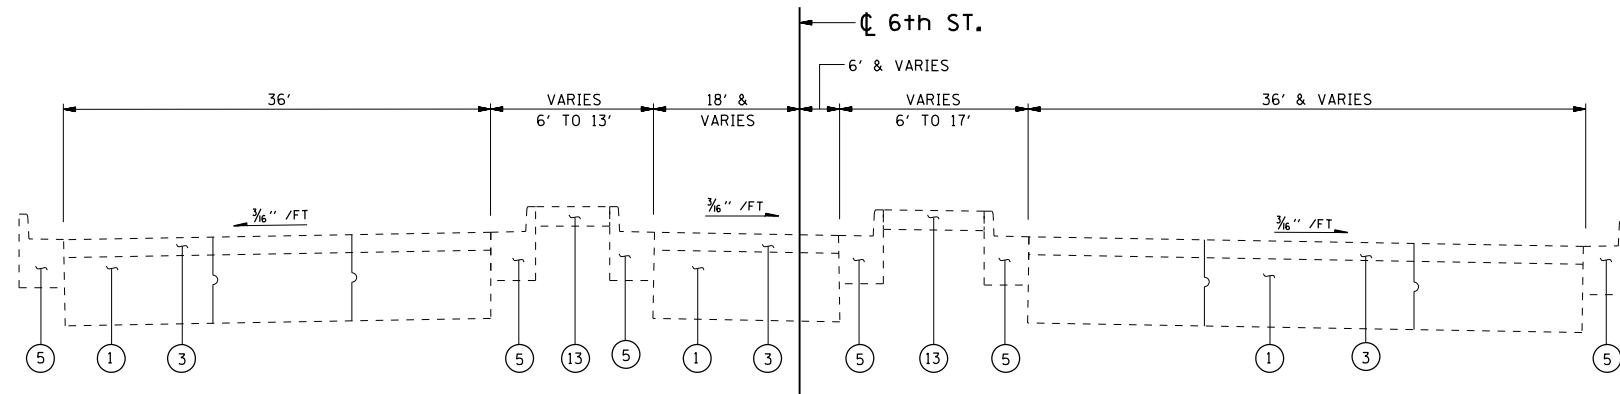 ℄ 6th ST.
6' & VARIES
36'
VARIES
6' TO 13'
18' &
VARIES
VARIES
6' TO 17'
36' & VARIES
3/16'' /FT
3/16'' /FT
3/16'' /FT
5
1
3
5
13
5
1
3
5
13
5
1
3
5